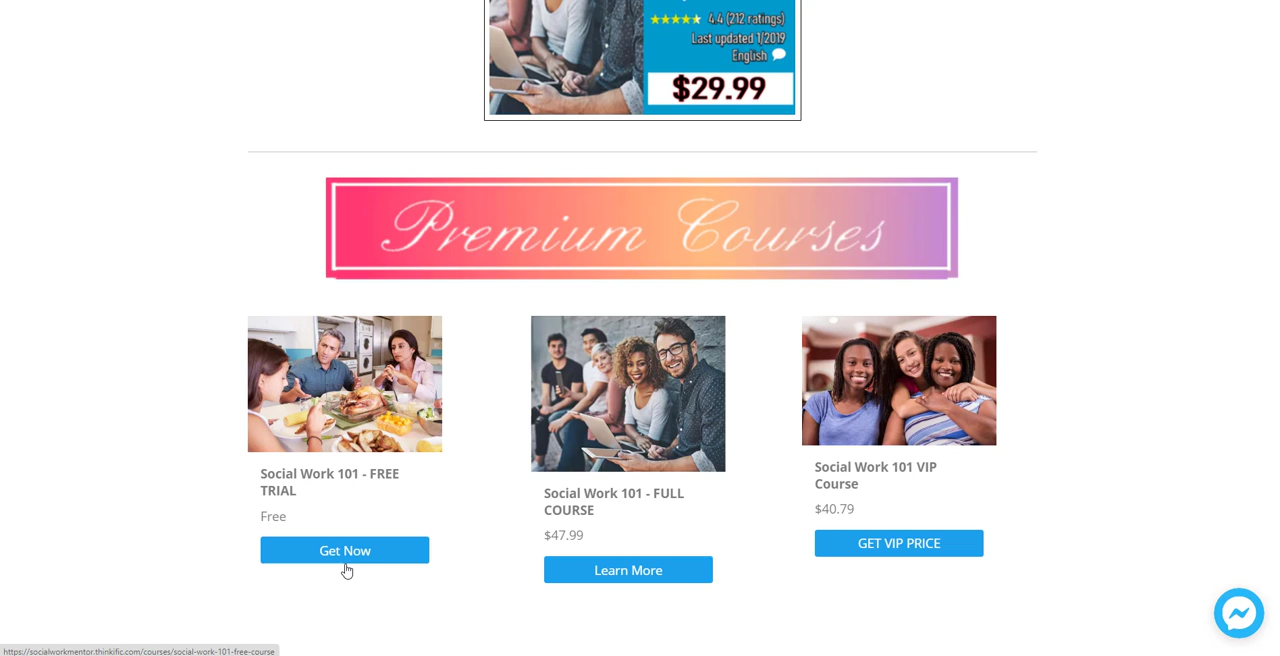 4.4 (212 ratings)
Last updated 1/2019
English
$29.99
Premium Courses
Social Work 101 - FREE
TRIAL
Free
Get Now
Social Work 101 - FULL
COURSE
$47.99
Learn More
Social Work 101 VIP
Course
$40.79
GET VIP PRICE
https://socialworkmentor.thinkific.com/courses/social-work-101-free-course